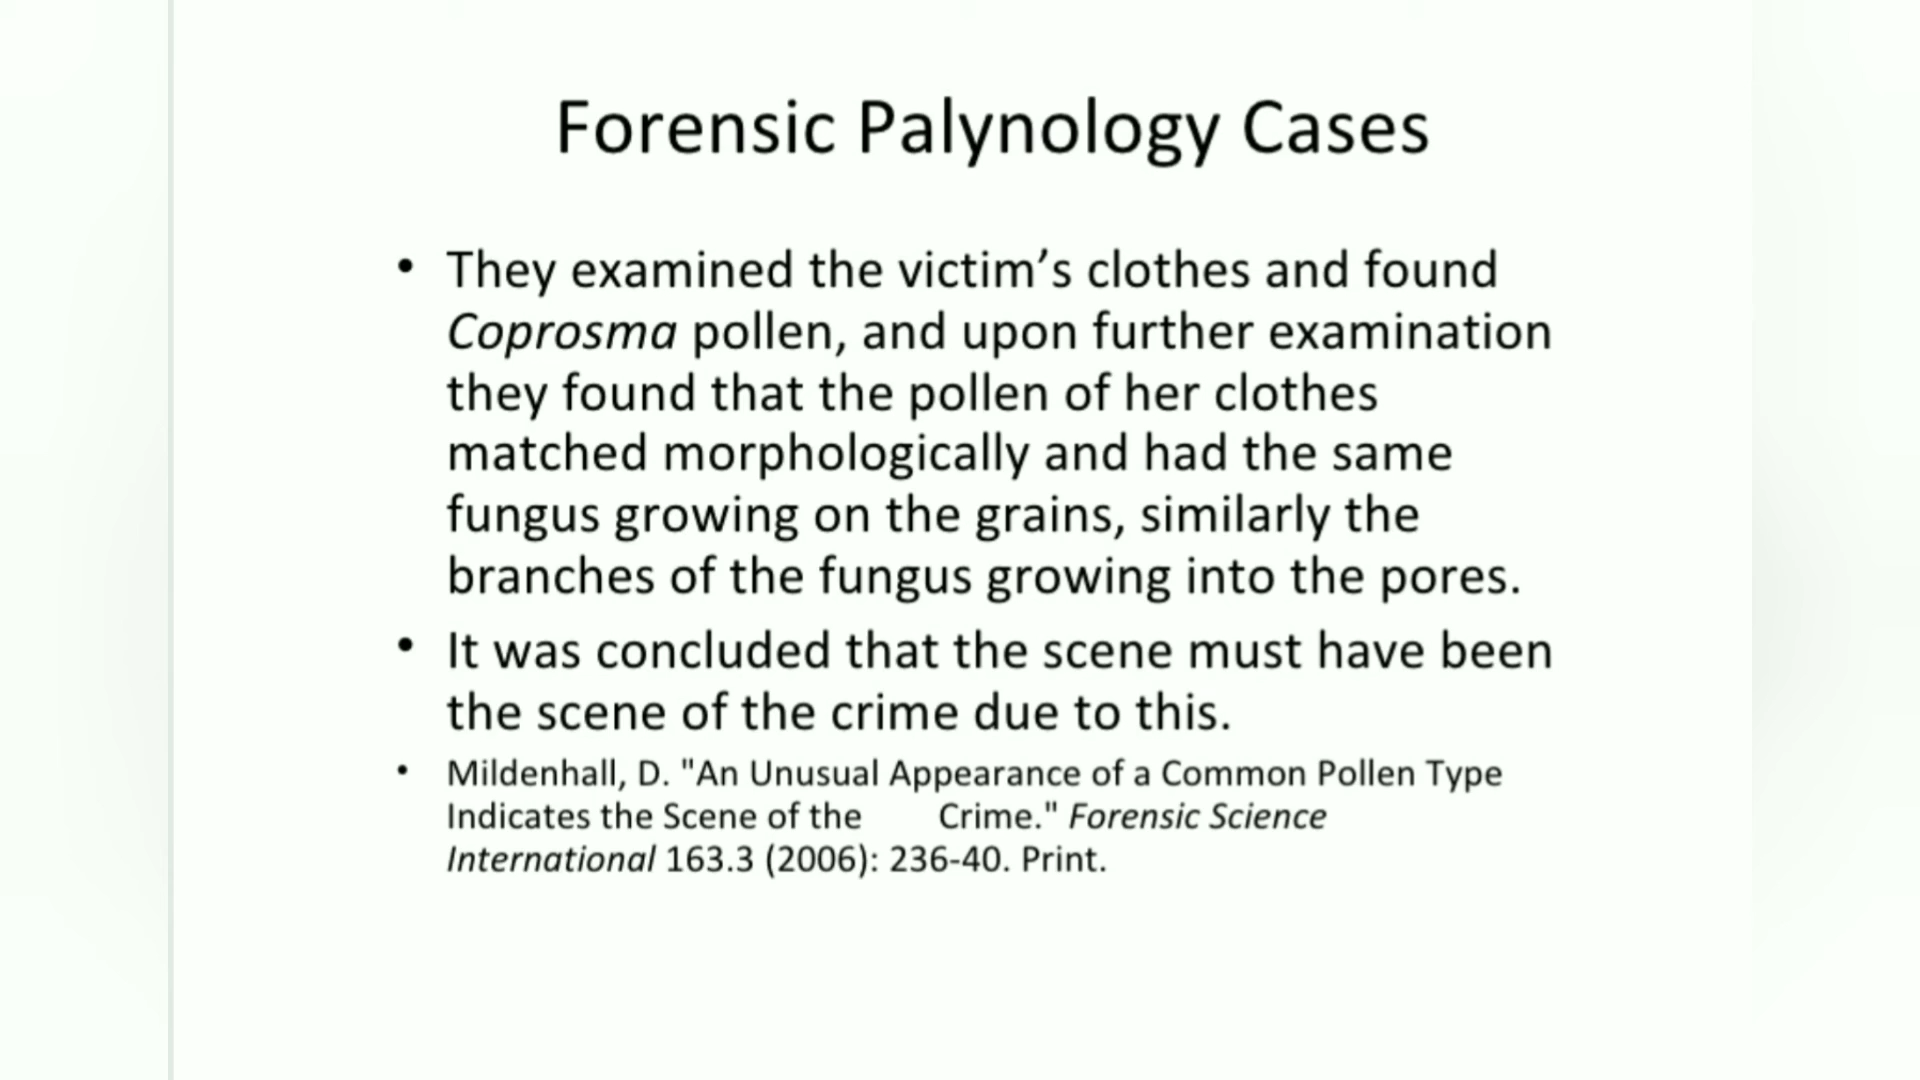 Forensic Palynology Cases
• They examined the victim’s clothes and found
Coprosma pollen, and upon further examination
they found that the pollen of her clothes
matched morphologically and had the same
fungus growing on the grains, similarly the
branches of the fungus growing into the pores.
• It was concluded that the scene must have been
the scene of the crime due to this.
• Mildenhall, D. "An Unusual Appearance of a Common Pollen Type
Indicates the Scene of the Crime." Forensic Science
International 163.3 (2006): 236-40. Print.